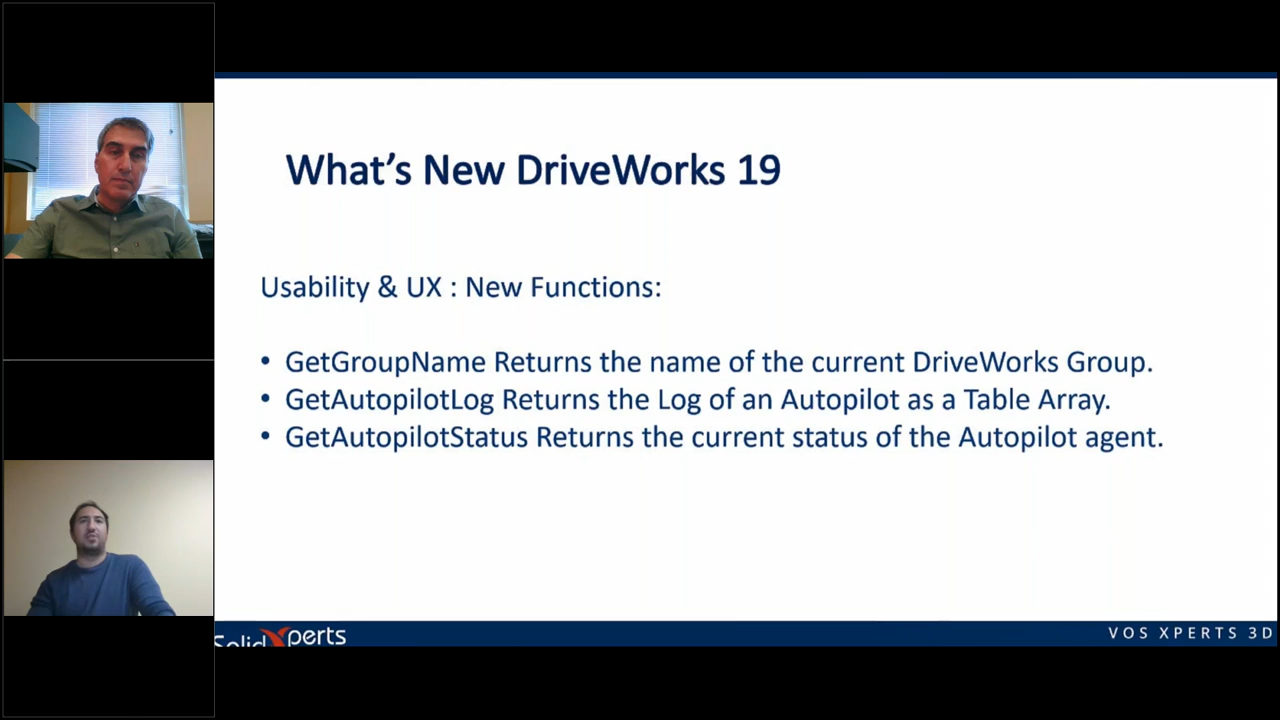 What's New DriveWorks 19
Usability & UX : New Functions:
• GetGroupName Returns the name of the current DriveWorks Group.
• GetAutopilotLog Returns the Log of an Autopilot as a Table Array.
• GetAutopilotStatus Returns the current status of the Autopilot agent.
SolidXperts
VOS XPERTS 3D